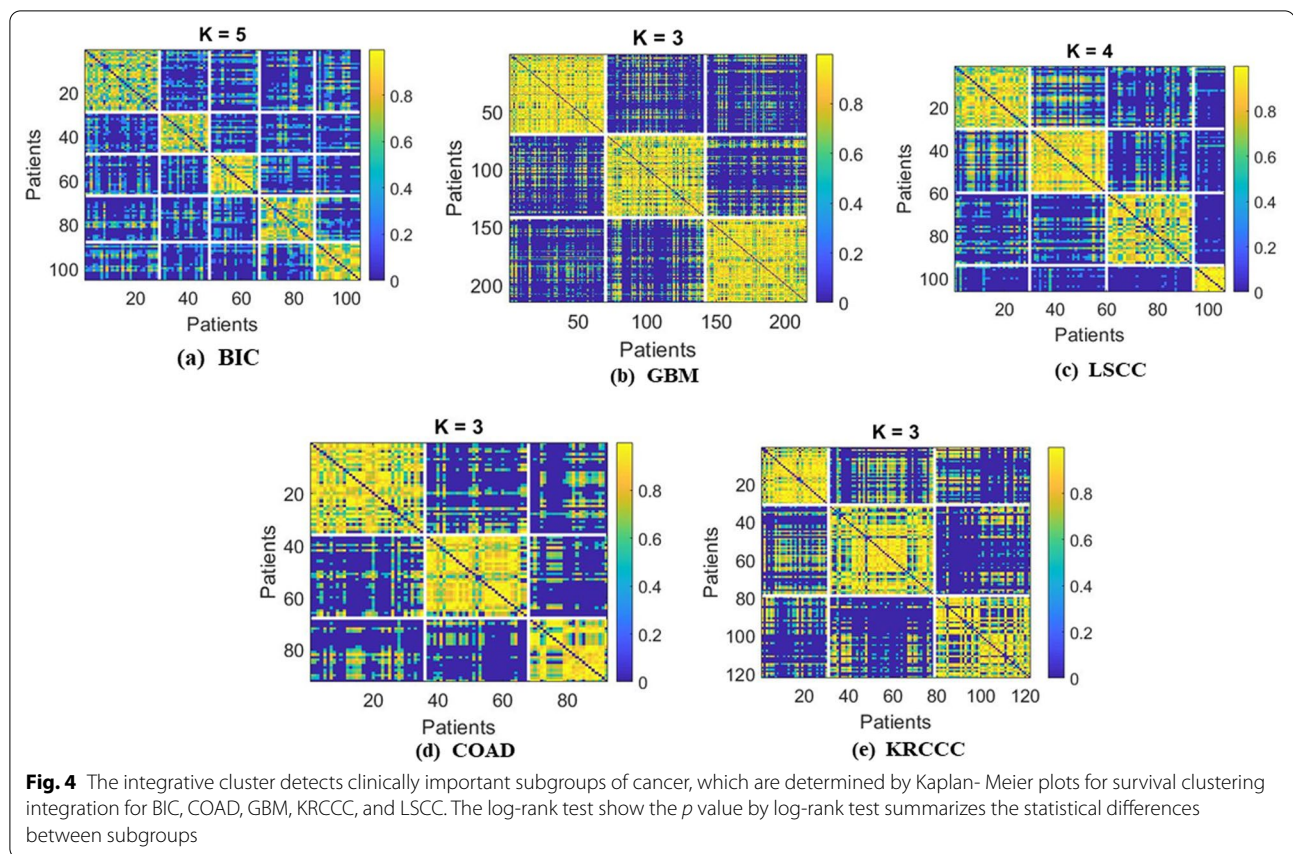 K = 5
Patients
20
40
60
80
100
20 40 60 80 100
Patients
0.8
0.6
0.4
0.2
0
(a) BIC
K = 3
Patients
50
100
150
200
50 100 150 200
Patients
0.8
0.6
0.4
0.2
0
(b) GBM
K = 4
Patients
20
40
60
80
100
20 40 60 80 100
Patients
0.8
0.6
0.4
0.2
0
(c) LSCC
K = 3
Patients
20
40
60
80
20 40 60 80
Patients
0.8
0.6
0.4
0.2
0
(d) COAD
K = 3
Patients
20
40
60
80
100
120
20 40 60 80 100 120
Patients
0.8
0.6
0.4
0.2
0
(e) KRCCC
Fig. 4 The integrative cluster detects clinically important subgroups of cancer, which are determined by Kaplan- Meier plots for survival clustering
integration for BIC, COAD, GBM, KRCCC, and LSCC. The log-rank test show the p value by log-rank test summarizes the statistical differences
between subgroups